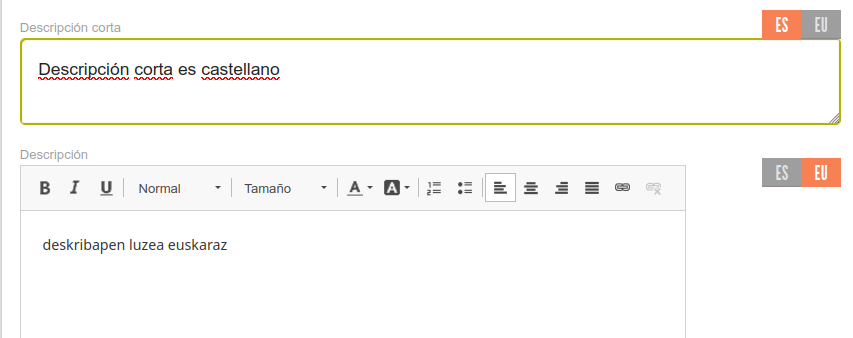 Descripción corta
ES EU
Descripción corta es castellano
Descripción
ES EU
B I U Normal Tamaño A A
deskribapen luzea euskaraz